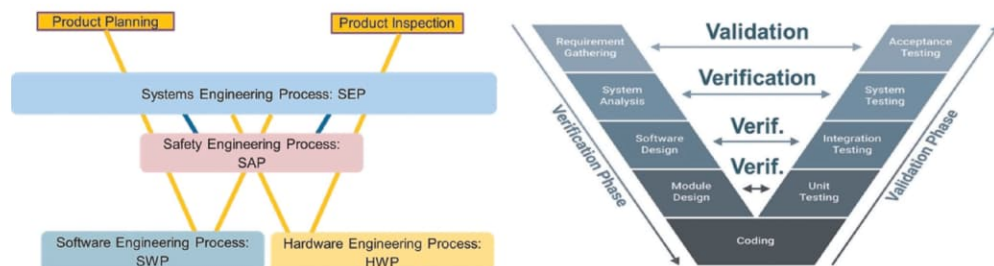 Product Planning
Product Inspection
Systems Engineering Process: SEP
Safety Engineering Process:
SAP
Software Engineering Process:
SWP
Hardware Engineering Process:
HWP
Requirement
Gathering
Validation
Acceptance
Testing
System
Analysis
Verification
System
Testing
Software
Design
Verif.
Integration
Testing
Module
Design
Verif.
Unit
Testing
Coding
Verification Phase
Validation Phase